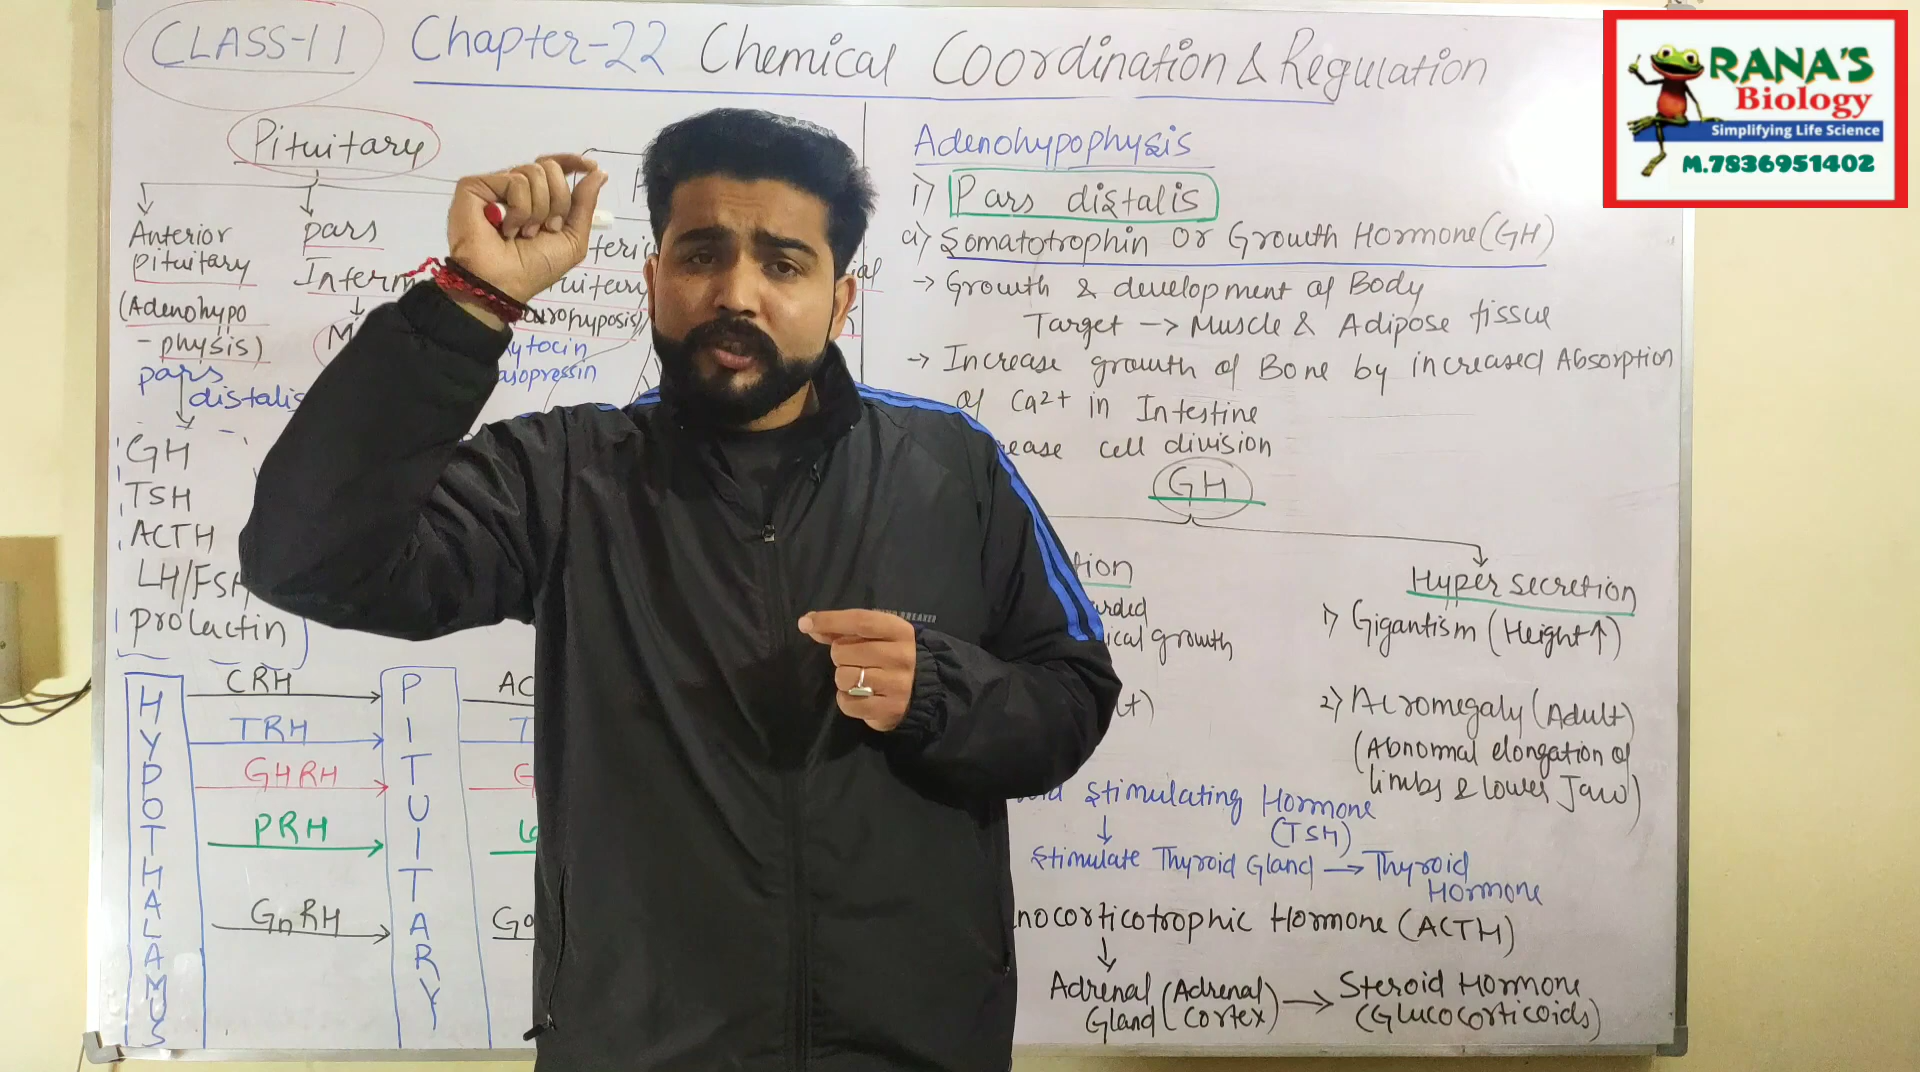 CLASS-11
Chapter-22 Chemical Coordination & Regulation
RANA'S
Biology
Simplifying Life Science
M.7836951402
Pituitary
Anterior
pituitary
(Adenohypo
- physis)
pars
distalis
pars
Interm
M
GH
TSH
ACTH
LH/FSH
prolactin
Adenohypophysis
1) Pars distalis
a) Somatotrophin or Growth Hormone (GH)
→ Growth & development of Body
Target → Muscle & Adipose tissue
→ Increase growth of Bone by increased Absorption
of Ca2+ in Intestine
cell division
GH
Hyper secretion
1) Gigantism (Height↑)
growth
2) Acromegaly (Adult)
(Abnormal elongation of
limbs & lower Jaw)
Stimulating Hormone
(TSH)
Stimulate Thyroid Gland → Thyroid
Hormone
nocorticotrophic Hormone (ACTH)
Adrenal (Adrenal → Steroid Hormone
Gland Cortex) (Glucocorticoids)
HYPOTHALAMUS
CRH
TRH
GHRH
PRH
GnRH
PITUITARY
AC
T
G
Go